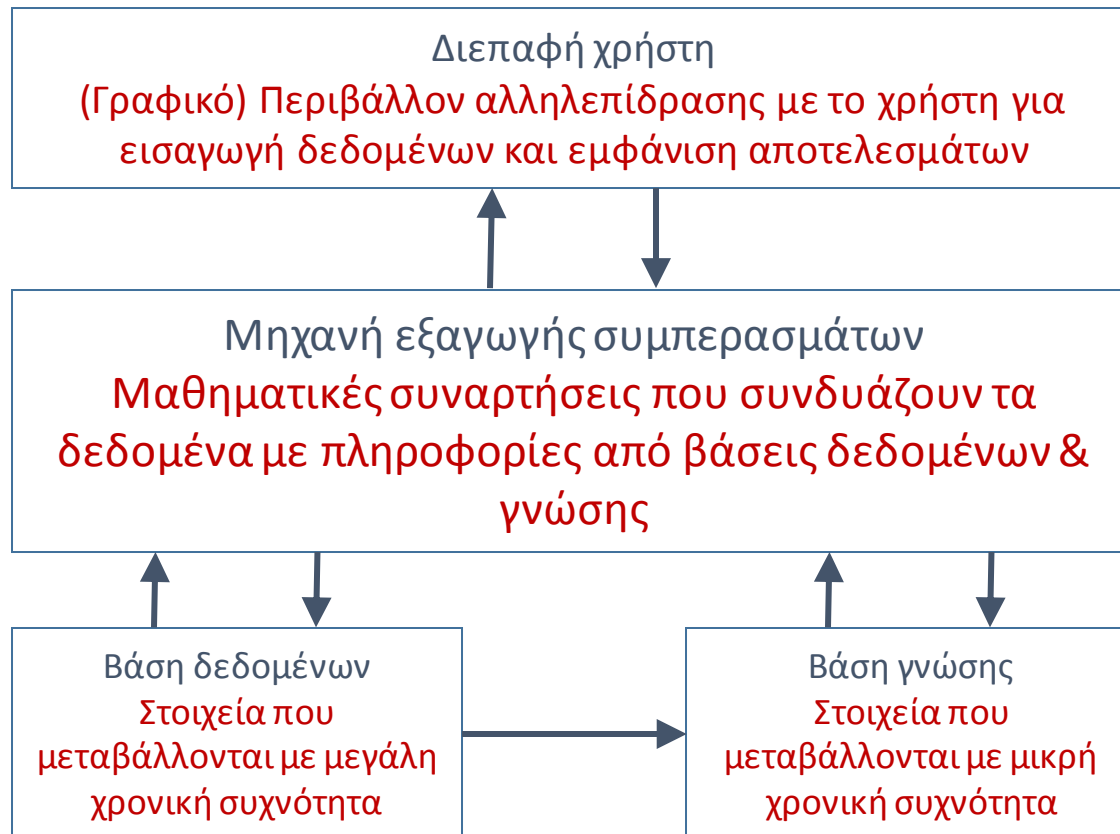 Διεπαφή χρήστη
(Γραφικό) Περιβάλλον αλληλεπίδρασης με το χρήστη για
εισαγωγή δεδομένων και εμφάνιση αποτελεσμάτων
Μηχανή εξαγωγής συμπερασμάτων
Μαθηματικές συναρτήσεις που συνδυάζουν τα
δεδομένα με πληροφορίες από βάσεις δεδομένων &
γνώσης
Βάση δεδομένων
Στοιχεία που
μεταβάλλονται με μεγάλη
χρονική συχνότητα
Βάση γνώσης
Στοιχεία που
μεταβάλλονται με μικρή
χρονική συχνότητα